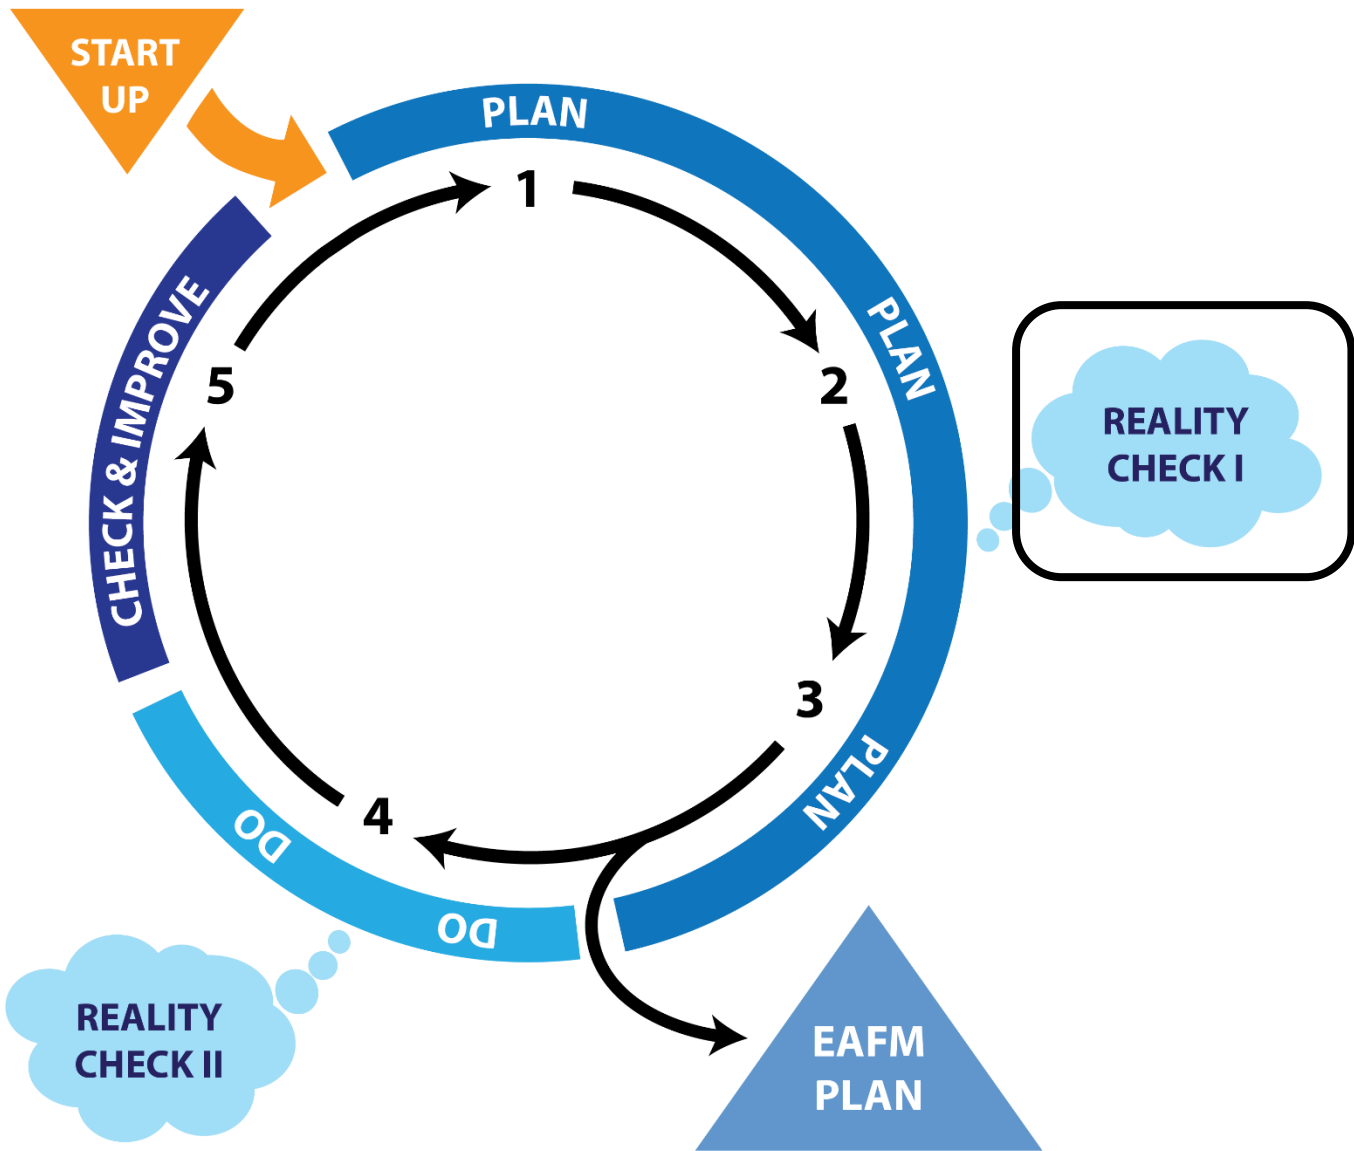 START
UP
PLAN
1
PLAN
2
REALITY
CHECK I
3
PLAN
4
DO
DO
5
CHECK & IMPROVE
REALITY
CHECK II
EAFM
PLAN